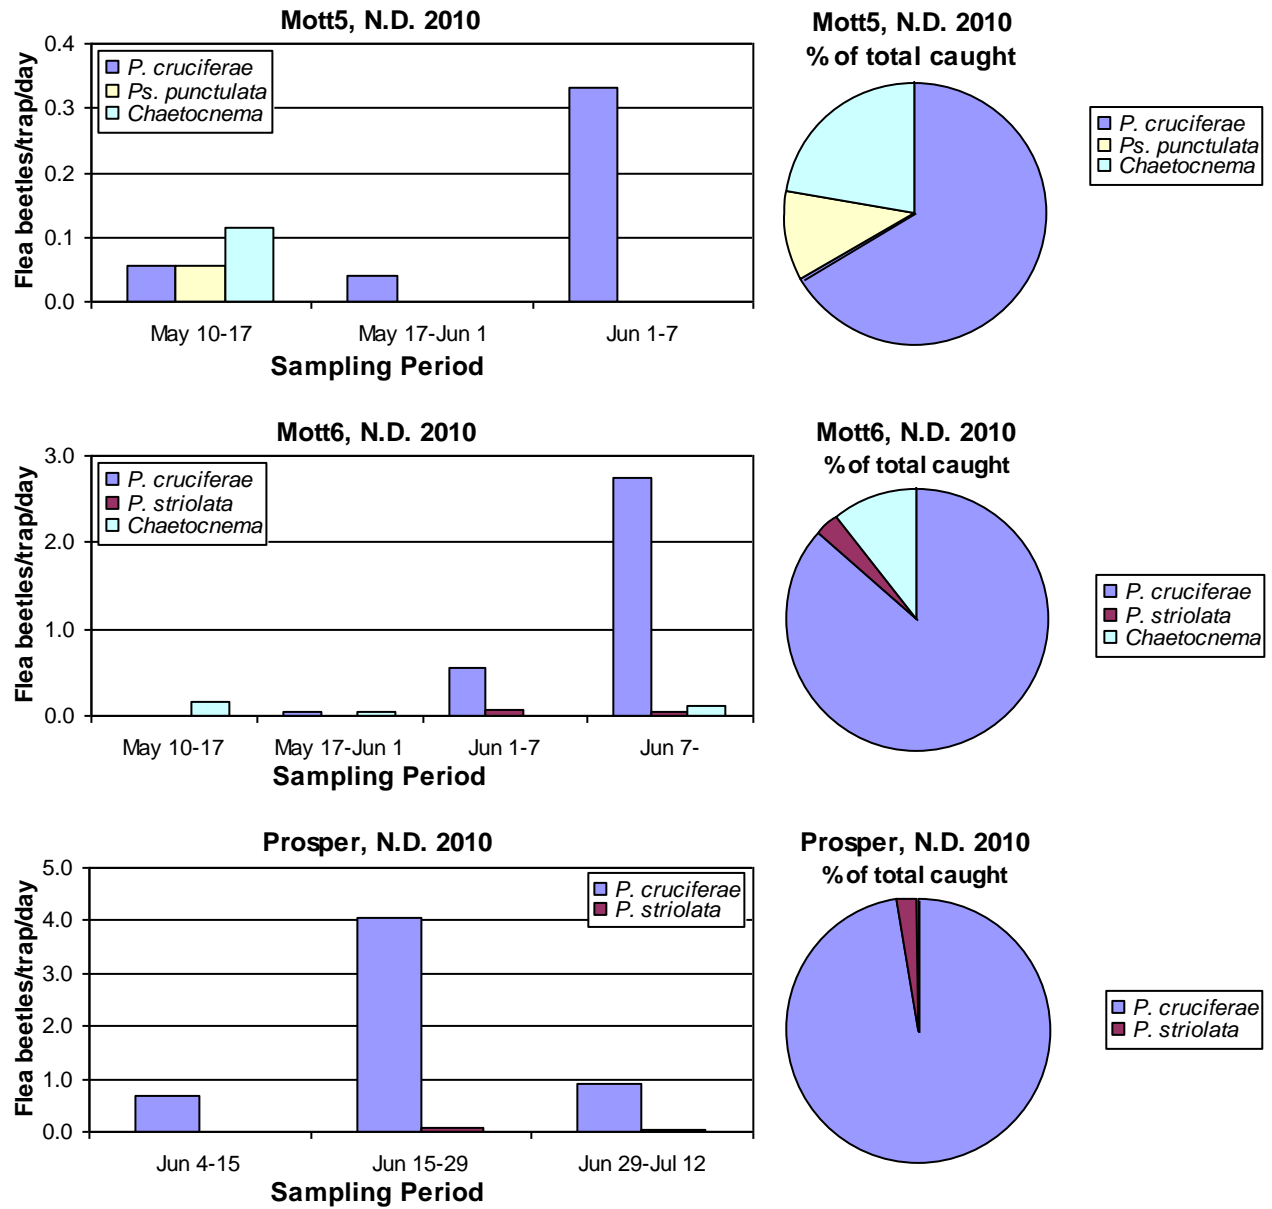 Mott5, N.D. 2010
Flea beetles/trap/day
0.4
0.3
0.2
0.1
0.0
P. cruciferae
Ps. punctulata
Chaetocnema
May 10-17
May 17-Jun 1
Jun 1-7
Sampling Period
Mott5, N.D. 2010
% of total caught
P. cruciferae
Ps. punctulata
Chaetocnema
Mott6, N.D. 2010
Flea beetles/trap/day
3.0
2.0
1.0
0.0
P. cruciferae
P. striolata
Chaetocnema
May 10-17
May 17-Jun 1
Jun 1-7
Jun 7-
Sampling Period
Mott6, N.D. 2010
% of total caught
P. cruciferae
P. striolata
Chaetocnema
Prosper, N.D. 2010
Flea beetles/trap/day
5.0
4.0
3.0
2.0
1.0
0.0
P. cruciferae
P. striolata
Jun 4-15
Jun 15-29
Jun 29-Jul 12
Sampling Period
Prosper, N.D. 2010
% of total caught
P. cruciferae
P. striolata